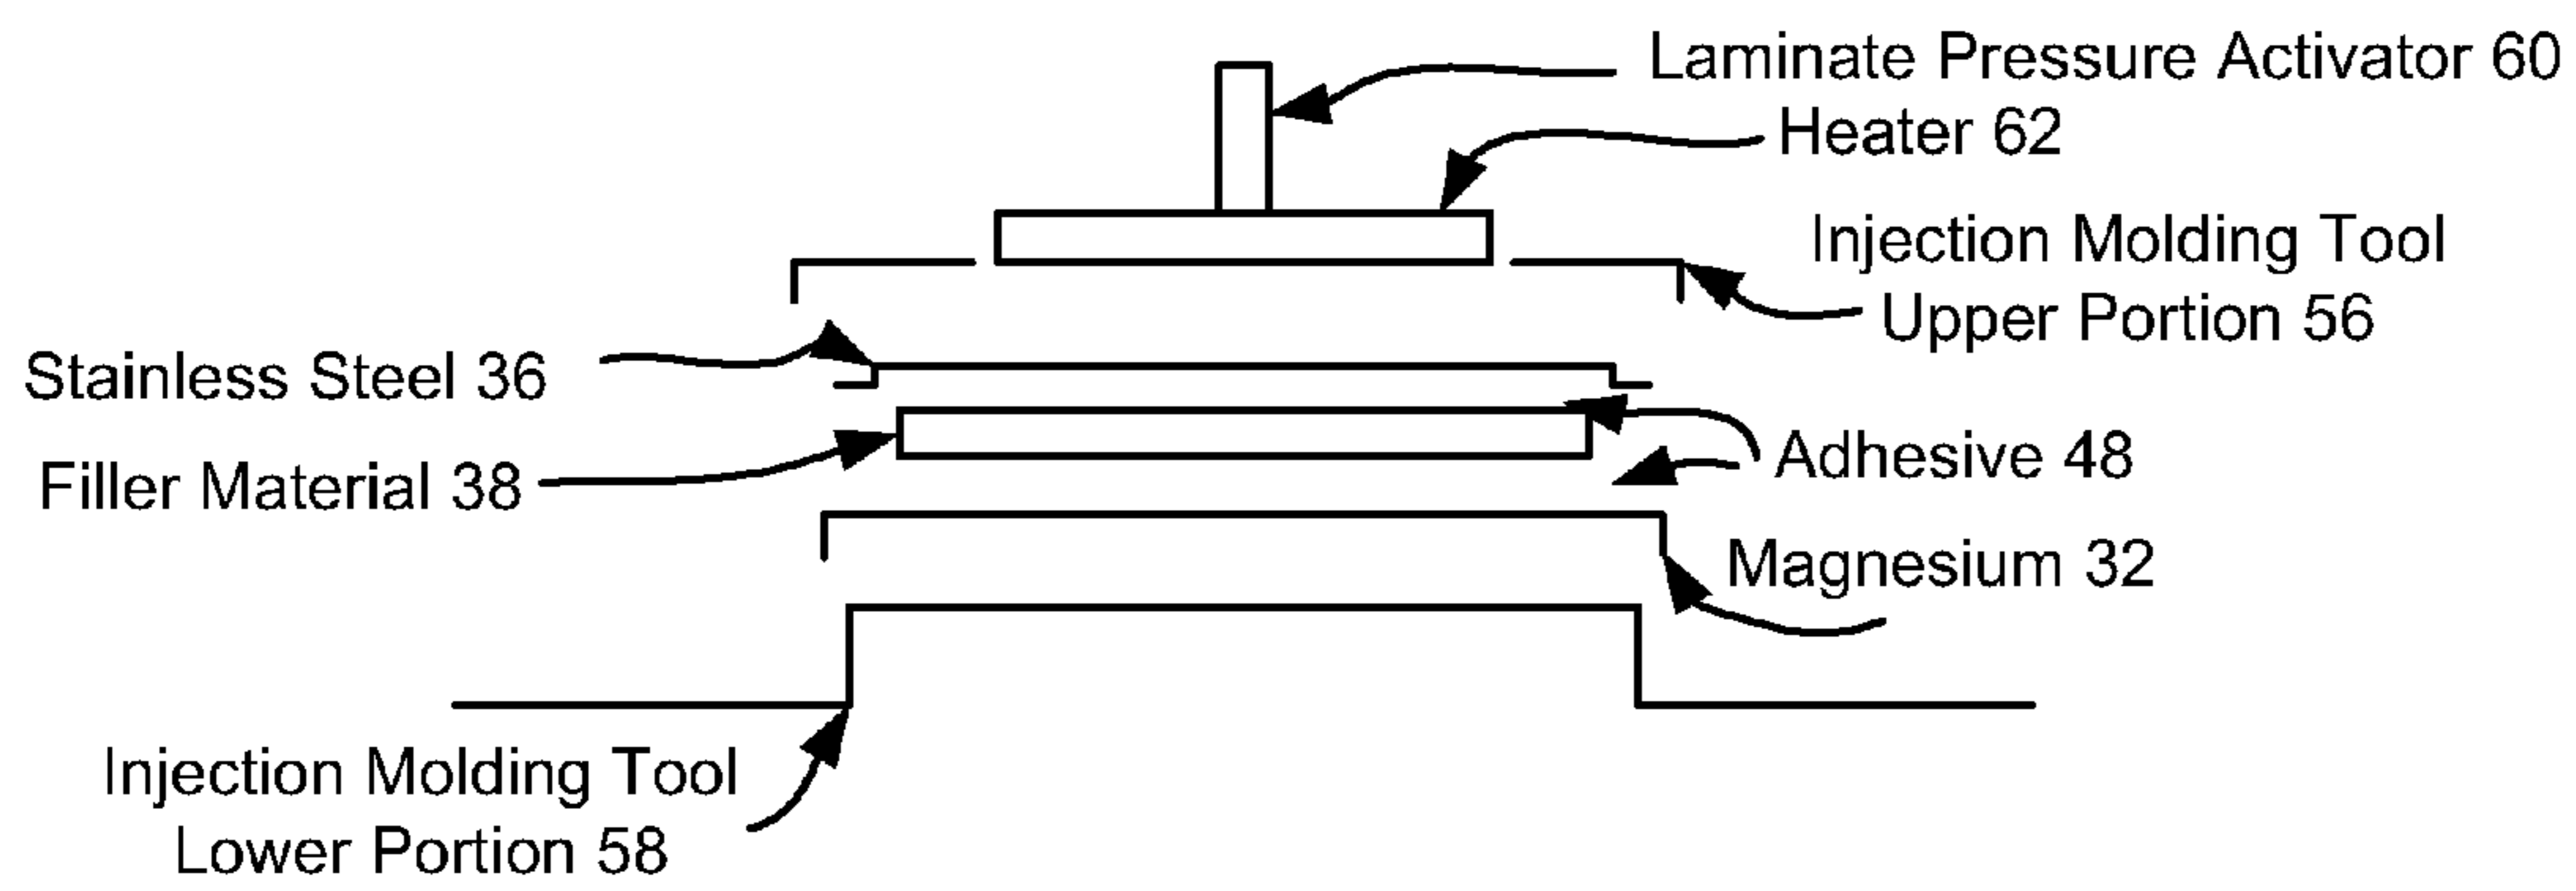 Laminate Pressure Activator 60
Heater 62
Injection Molding Tool
Upper Portion 56
Stainless Steel 36
Filler Material 38
Adhesive 48
Magnesium 32
Injection Molding Tool
Lower Portion 58